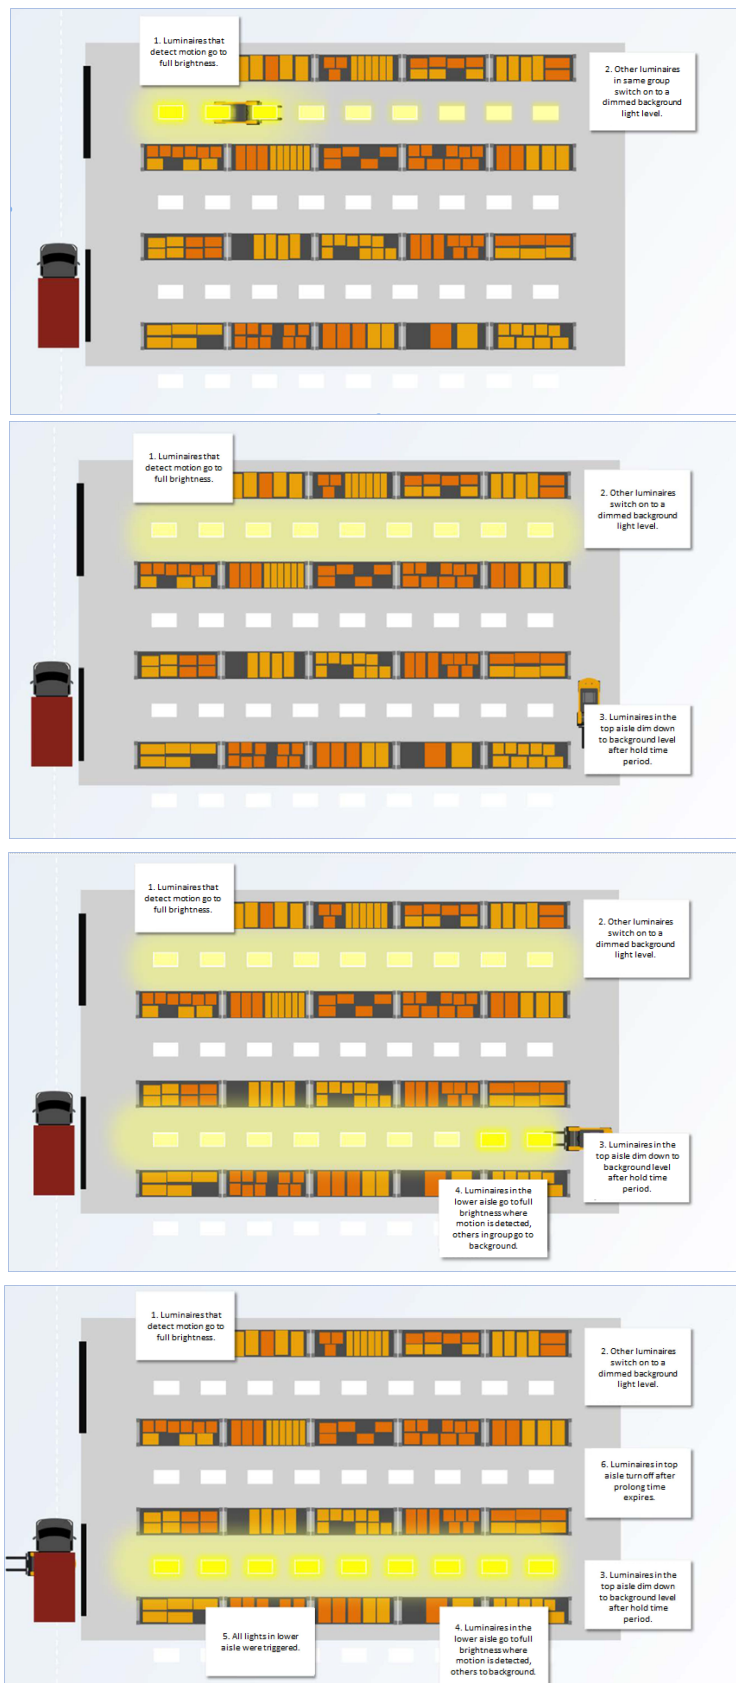 1. Luminaires that
detect motion go to
full brightness.
2. Other luminaires
in same group
switch on to a
dimmed background
light level.
1. Luminaires that
detect motion go to
full brightness.
2. Other luminaires
switch on to a
dimmed background
light level.
3. Luminaires in the
top aisle dim down
to background level
after hold time
period.
1. Luminaires that
detect motion go to
full brightness.
2. Other luminaires
switch on to a
dimmed background
light level.
3. Luminaires in the
top aisle dim down to
background level
after hold time
period.
4. Luminaires in the
lower aisle go to full
brightness where
motion is detected,
others in group go to
background.
1. Luminaires that
detect motion go to
full brightness.
2. Other luminaires
switch on to a
dimmed background
light level.
6. Luminaires in top
aisle turn off after
prolong time
expires.
3. Luminaires in the
top aisle dim down to
background level
after hold time
period.
5. All lights in lower
aisle were triggered.
4. Luminaires in the
lower aisle go to full
brightness where
motion is detected,
others to background.